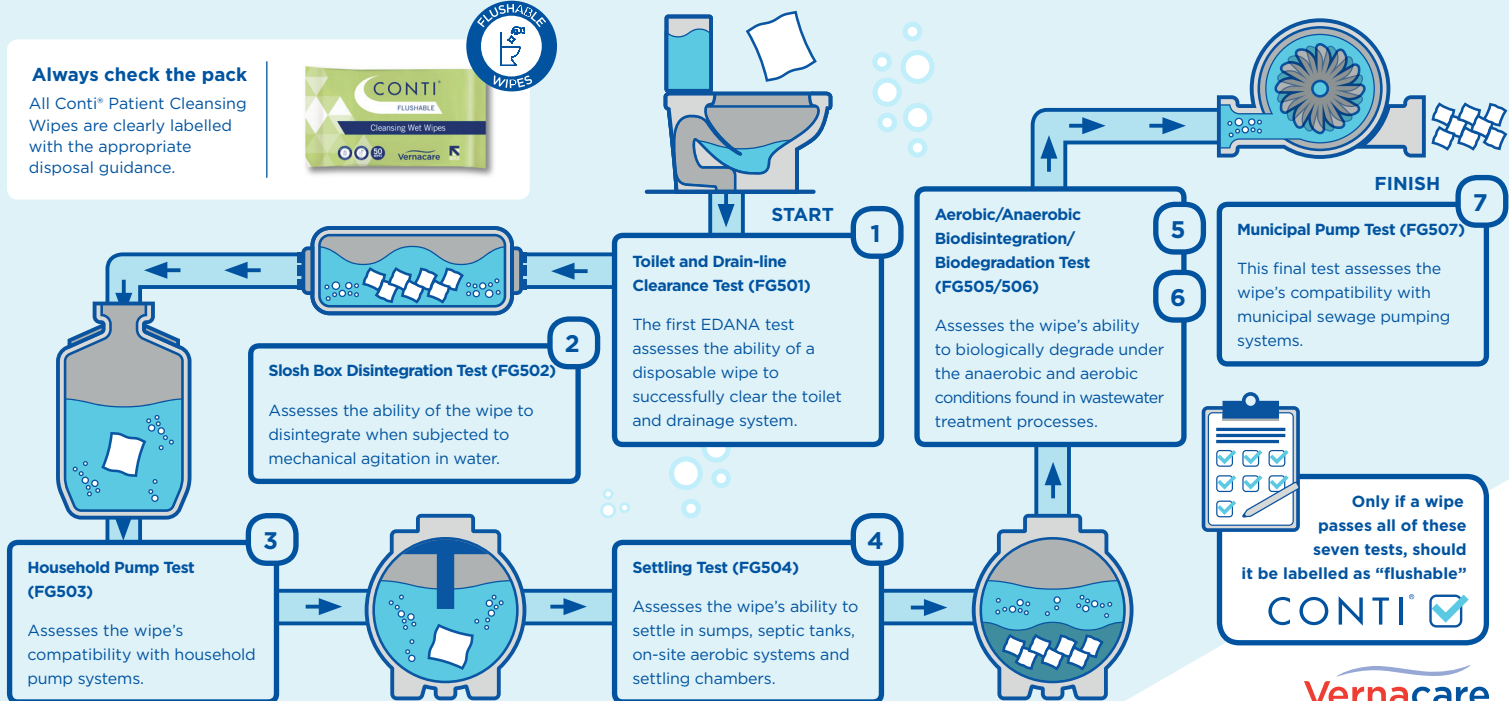 Always check the pack
All Conti® Patient Cleansing
Wipes are clearly labelled
with the appropriate
disposal guidance.
FLUSHABLE
WIPES
CONTI®
FLUSHABLE
Cleansing Wet Wipes
50
Vernacare
START
1
Toilet and Drain-line
Clearance Test (FG501)
The first EDANA test
assesses the ability of a
disposable wipe to
successfully clear the toilet
and drainage system.
2
Slosh Box Disintegration Test (FG502)
Assesses the ability of the wipe to
disintegrate when subjected to
mechanical agitation in water.
3
Household Pump Test
(FG503)
Assesses the wipe's
compatibility with household
pump systems.
4
Settling Test (FG504)
Assesses the wipe's ability to
settle in sumps, septic tanks,
on-site aerobic systems and
settling chambers.
5
6
Aerobic/Anaerobic
Biodisintegration/
Biodegradation Test
(FG505/506)
Assesses the wipe's ability
to biologically degrade under
the anaerobic and aerobic
conditions found in wastewater
treatment processes.
FINISH
7
Municipal Pump Test (FG507)
This final test assesses the
wipe's compatibility with
municipal sewage pumping
systems.
Only if a wipe
passes all of these
seven tests, should
it be labelled as “flushable”
CONTI®
Vernacare